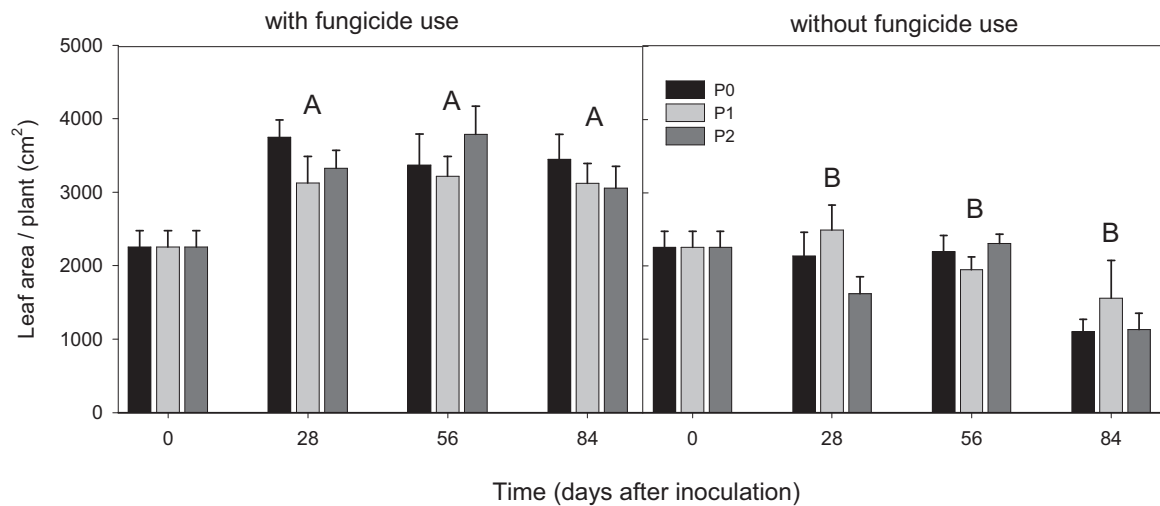 with fungicide use
without fungicide use
5000
4000
3000
2000
1000
0
Leaf area / plant (cm²)
A
A
A
P0
P1
P2
B
B
B
0 28 56 84 0 28 56 84
Time (days after inoculation)